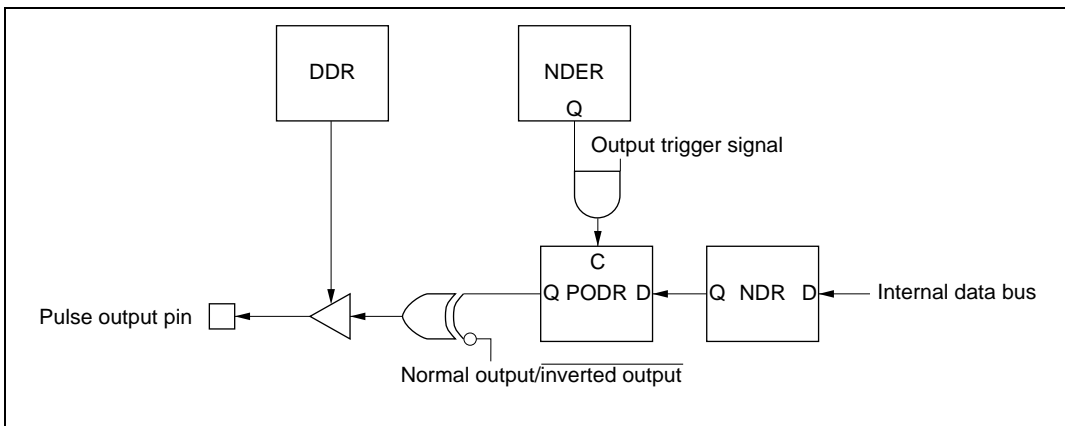 DDR
NDER
Q
Output trigger signal
C
Q PODR D
Q NDR D
Internal data bus
Pulse output pin
Normal output/inverted output